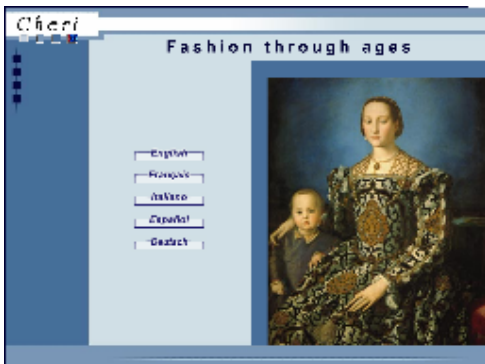 Cheri
Fashion through ages
English
Français
Italiano
Español
Deutsch